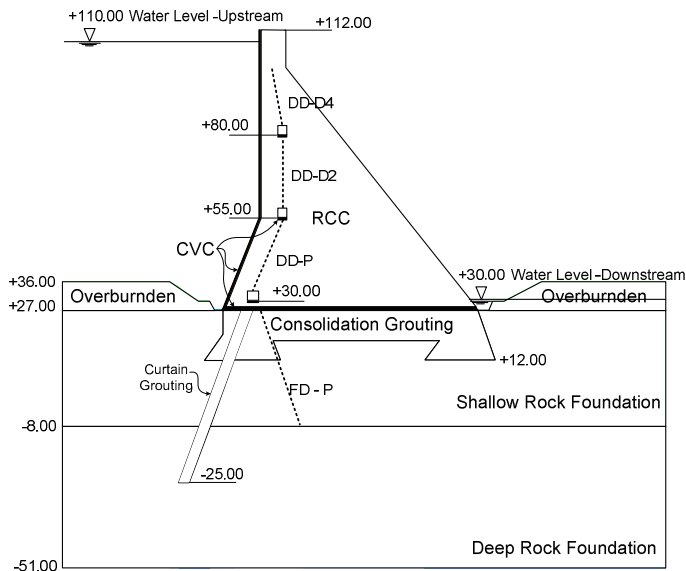 +110.00 Water Level -Upstream
+112.00
DD-D4
+80.00
DD-D2
+55.00
RCC
CVC
DD-P
+36.00
+30.00
+30.00 Water Level -Downstream
Overburnden
Overburnden
+27.00
Consolidation Grouting
Curtain
Grouting
+12.00
FD - P
Shallow Rock Foundation
-8.00
-25.00
Deep Rock Foundation
-51.00